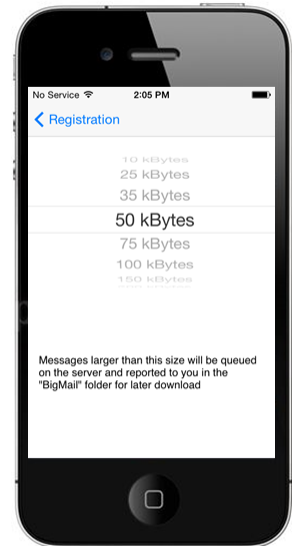 No Service 2:05 PM
Registration
10 kBytes
25 kBytes
35 kBytes
50 kBytes
75 kBytes
100 kBytes
150 kBytes
Messages larger than this size will be queued
on the server and reported to you in the
"BigMail" folder for later download